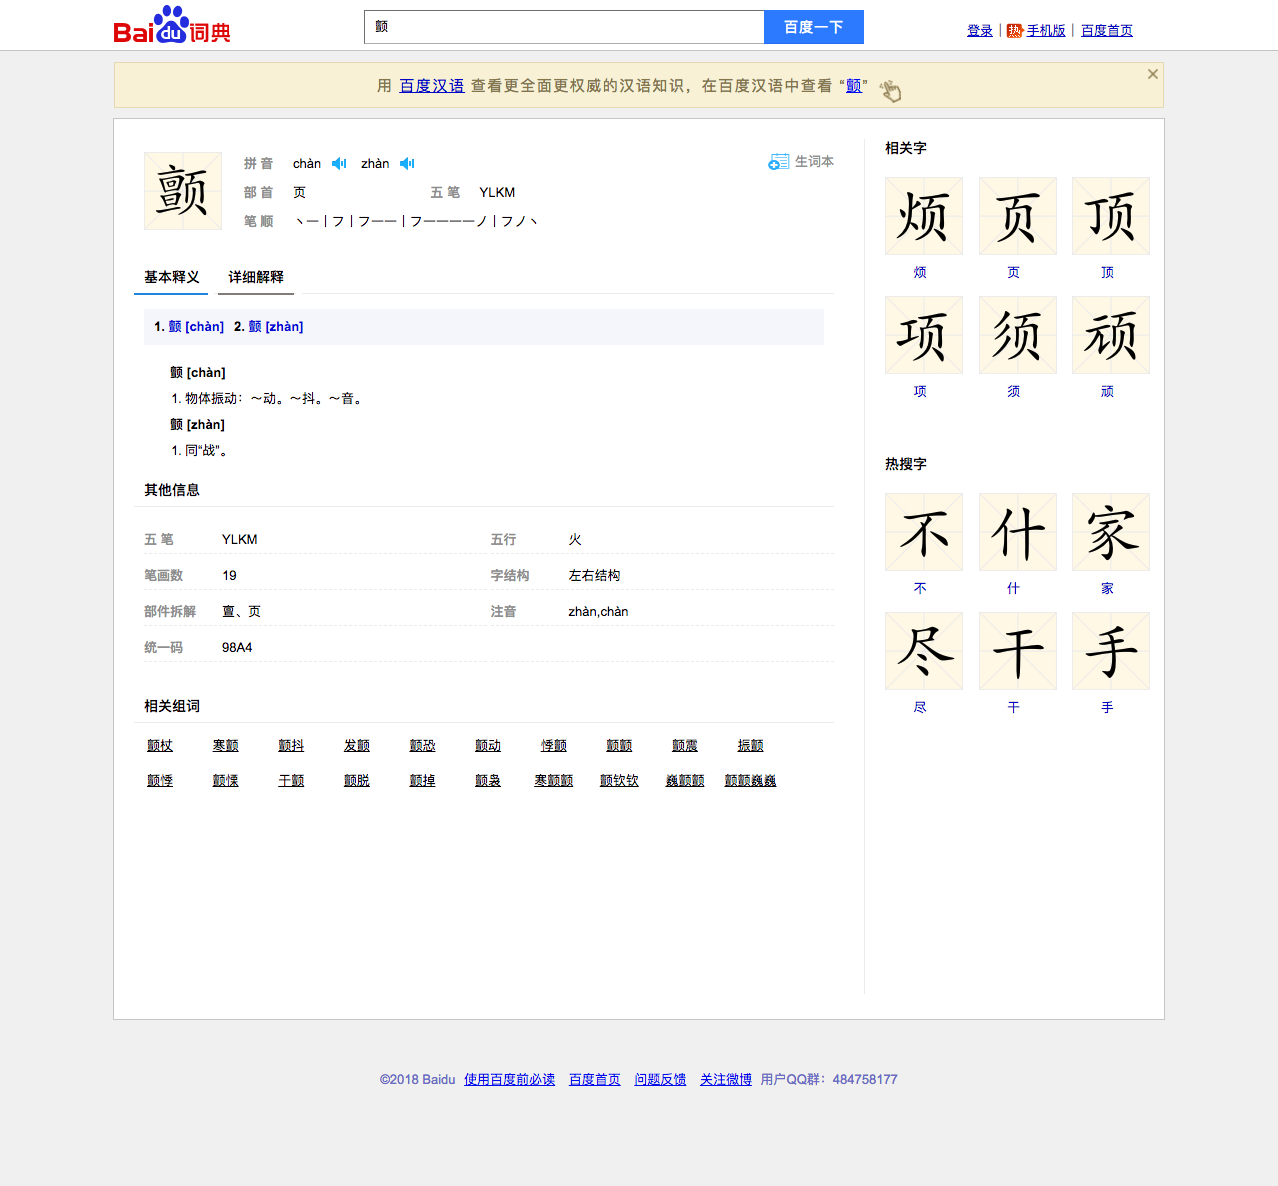 Baidu词典
颤
百度一下
登录 | 热 手机版 | 百度首页
用 百度汉语 查看更全面更权威的汉语知识，在百度汉语中查看 “颤”
颤
拼 音 chàn zhàn
生词本
部 首 页 五 笔 YLKM
笔 顺 丶一丨フ丨フ一一丨フ一一一一ノ丨フノ丶
基本释义 详细解释
1. 颤 [chàn] 2. 颤 [zhàn]
颤 [chàn]
1. 物体振动：～动。～抖。～音。
颤 [zhàn]
1. 同“战”。
其他信息
五 笔 YLKM 五行 火
笔画数 19 字结构 左右结构
部件拆解 亶、页 注音 zhàn,chàn
统一码 98A4
相关组词
颤杖 寒颤 颤抖 发颤 颤恐 颤动 悸颤 颤颤 颤震 振颤
颤悸 颤慄 干颤 颤脱 颤掉 颤袅 寒颤颤 颤钦钦 巍颤颤 颤颤巍巍
相关字
烦 页 顶
烦 页 顶
项 须 顽
项 须 顽
热搜字
不 什 家
不 什 家
尽 干 手
尽 干 手
©2018 Baidu 使用百度前必读 百度首页 问题反馈 关注微博 用户QQ群：484758177